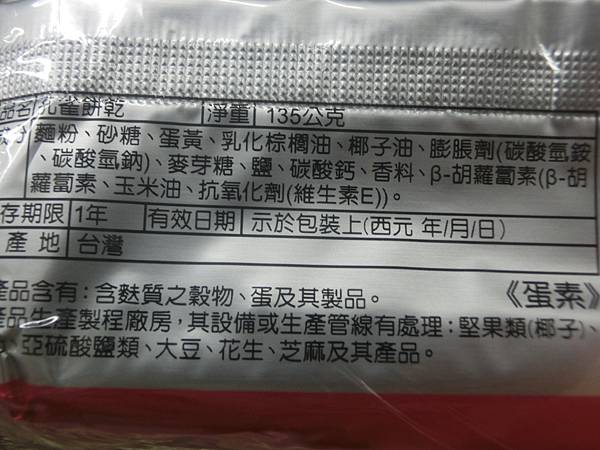 品名 孔雀餅乾 淨重 135公克
成分 麵粉、砂糖、蛋黃、乳化棕櫚油、椰子油、膨脹劑(碳酸氫銨
、碳酸氫鈉)、麥芽糖、鹽、碳酸鈣、香料、β-胡蘿蔔素(β-胡
蘿蔔素、玉米油、抗氧化劑(維生素E))。
存期限 1年 有效日期 示於包裝上(西元 年/月/日)
產地 台灣
產品含有:含麩質之穀物、蛋及其製品。 《蛋素》
產品生產製程廠房,其設備或生產管線有處理:堅果類(椰子)、
亞硫酸鹽類、大豆、花生、芝麻及其產品。